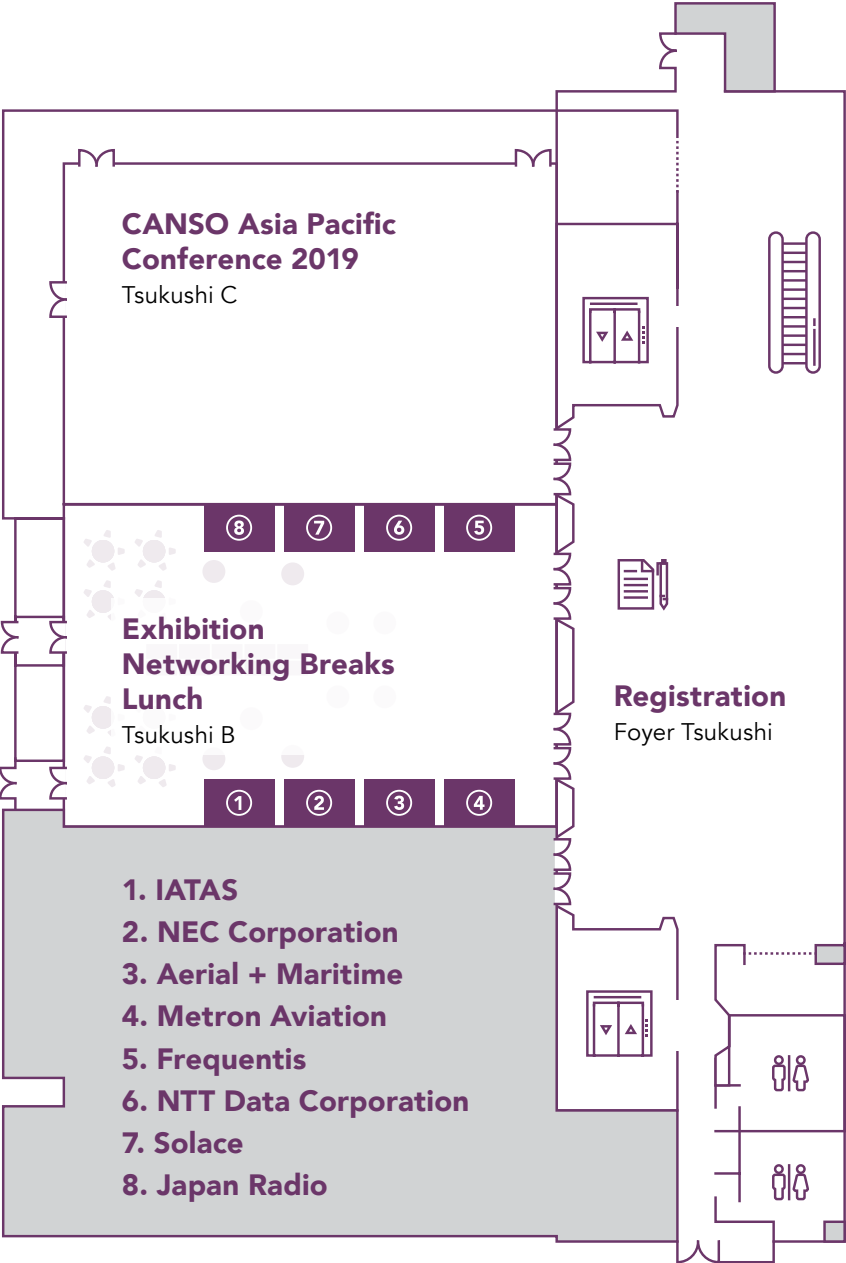 CANSO Asia Pacific
Conference 2019
Tsukushi C
⑧ ⑦ ⑥ ⑤
Exhibition
Networking Breaks
Lunch
Tsukushi B
Registration
Foyer Tsukushi
① ② ③ ④
1. IATAS
2. NEC Corporation
3. Aerial + Maritime
4. Metron Aviation
5. Frequentis
6. NTT Data Corporation
7. Solace
8. Japan Radio